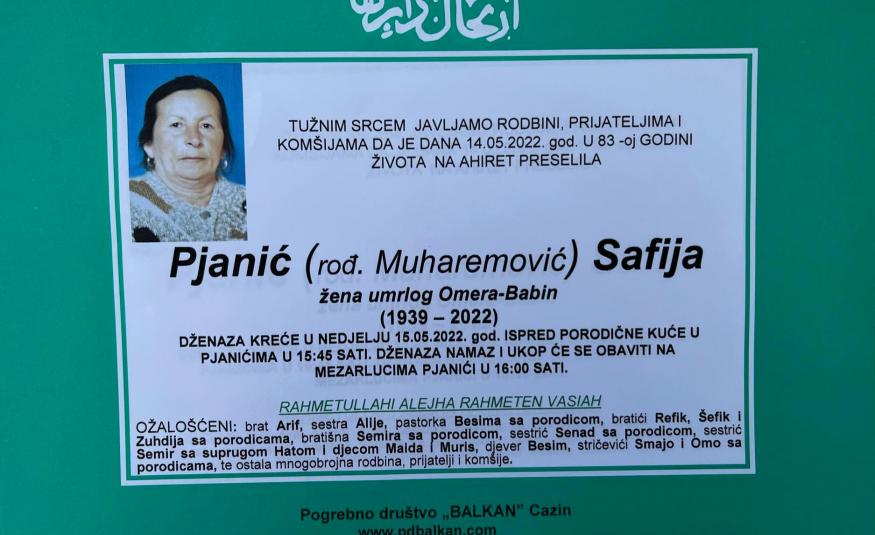 TUŽNIM SRCEM JAVLJAMO RODBINI, PRIJATELJIMA I
KOMŠIJAMA DA JE DANA 14.05.2022. god. U 83 -oj GODINI
ŽIVOTA NA AHIRET PRESELILA
Pjanić (rođ. Muharemović) Safija
žena umrlog Omera-Babin
(1939 – 2022)
DŽENAZA KREĆE U NEDJELJU 15.05.2022. god. ISPRED PORODIČNE KUĆE U
PJANIĆIMA U 15:45 SATI. DŽENAZA NAMAZ I UKOP ĆE SE OBAVITI NA
MEZARLUCIMA PJANIĆI U 16:00 SATI.
RAHMETULLAHI ALEJHA RAHMETEN VASIAH
OŽALOŠĆENI: brat Arif, sestra Alije, pastorka Besima sa porodicom, bratići Refik, Šefik i
Zuhdija sa porodicama, bratišna Semira sa porodicom, sestrić Senad sa porodicom, sestrić
Semir sa suprugom Hatom i djecom Maida i Muris, djever Besim, stričevići Smajo i Omo sa
porodicama, te ostala mnogobrojna rodbina, prijatelji i komšije.
Pogrebno društvo „BALKAN” Cazin
www.pdbalkan.com